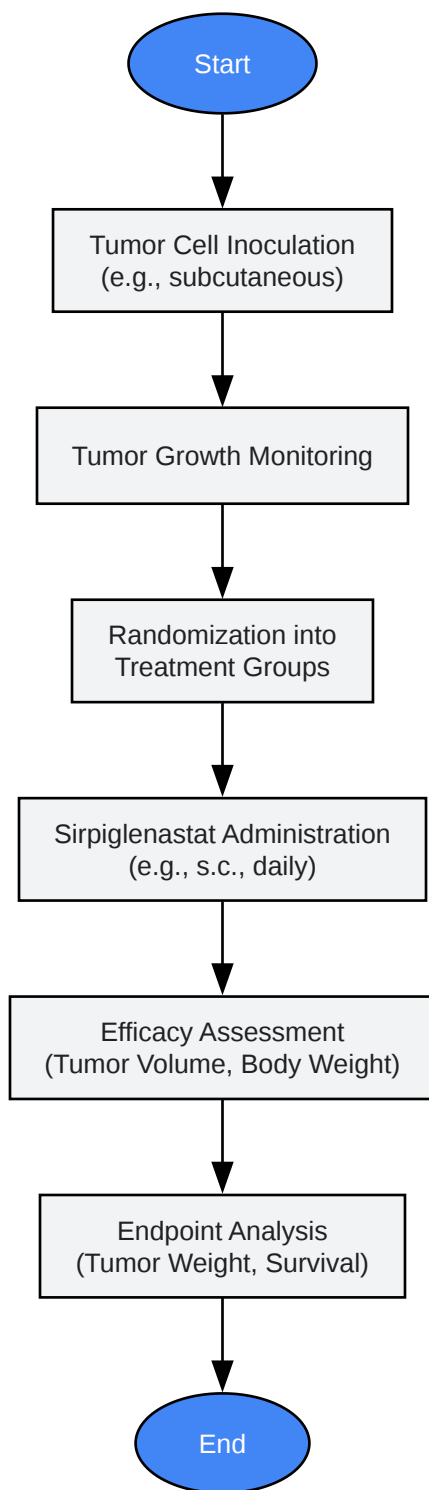 Start
Tumor Cell Inoculation
(e.g., subcutaneous)
Tumor Growth Monitoring
Randomization into
Treatment Groups
Sirpiglenastat Administration
(e.g., s.c., daily)
Efficacy Assessment
(Tumor Volume, Body Weight)
Endpoint Analysis
(Tumor Weight, Survival)
End